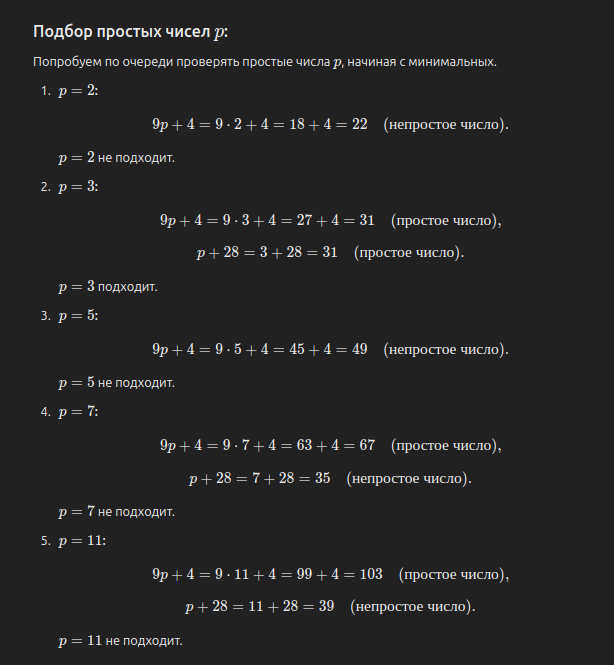 Подбор простых чисел p:
Попробуем по очереди проверять простые числа p, начиная с минимальных.
1. p = 2:
9p + 4 = 9 · 2 + 4 = 18 + 4 = 22 (непростое число).
p = 2 не подходит.
2. p = 3:
9p + 4 = 9 · 3 + 4 = 27 + 4 = 31 (простое число),
p + 28 = 3 + 28 = 31 (простое число).
p = 3 подходит.
3. p = 5:
9p + 4 = 9 · 5 + 4 = 45 + 4 = 49 (непростое число).
p = 5 не подходит.
4. p = 7:
9p + 4 = 9 · 7 + 4 = 63 + 4 = 67 (простое число),
p + 28 = 7 + 28 = 35 (непростое число).
p = 7 не подходит.
5. p = 11:
9p + 4 = 9 · 11 + 4 = 99 + 4 = 103 (простое число),
p + 28 = 11 + 28 = 39 (непростое число).
p = 11 не подходит.